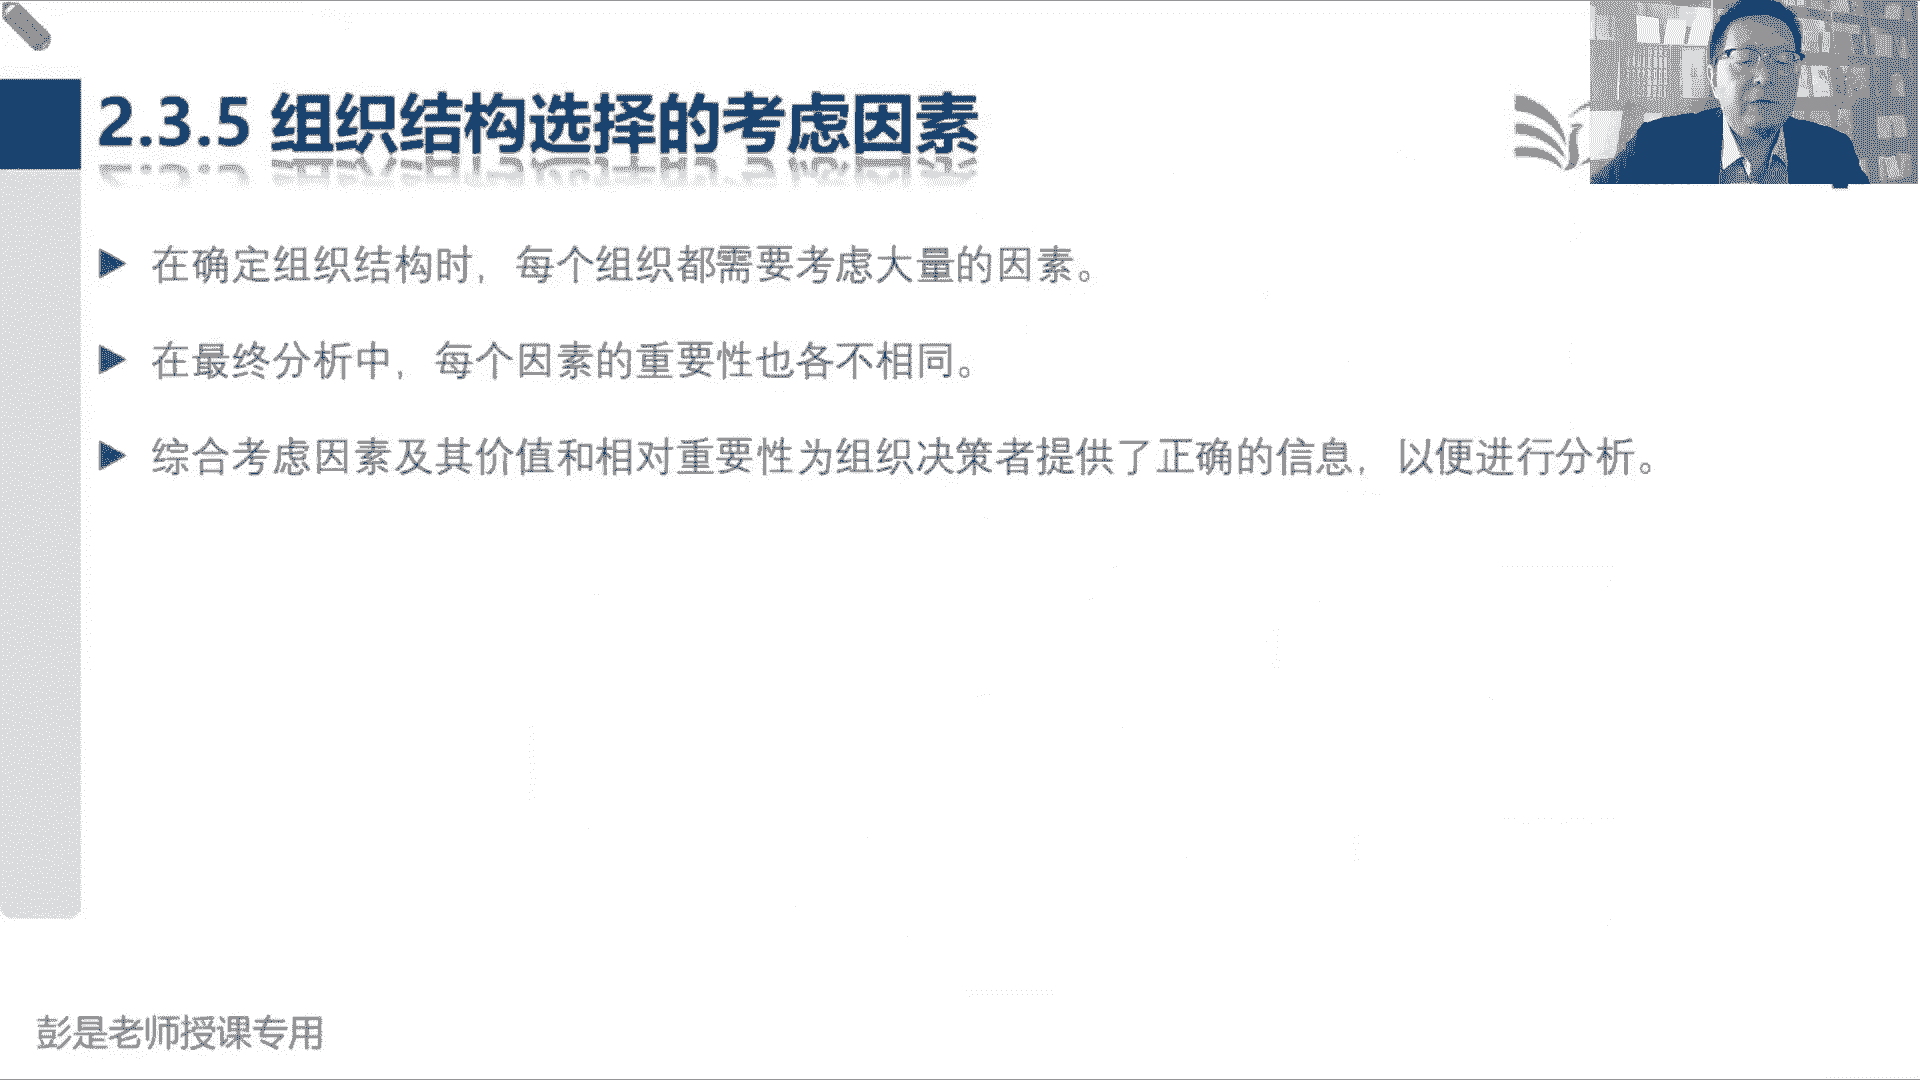 2.3.5 组织结构选择的考虑因素
在确定组织结构时，每个组织都需要考虑大量的因素。
在最终分析中，每个因素的重要性也各不相同。
综合考虑因素及其价值和相对重要性为组织决策者提供了正确的信息，以便进行分析。
彭是老师授课专用